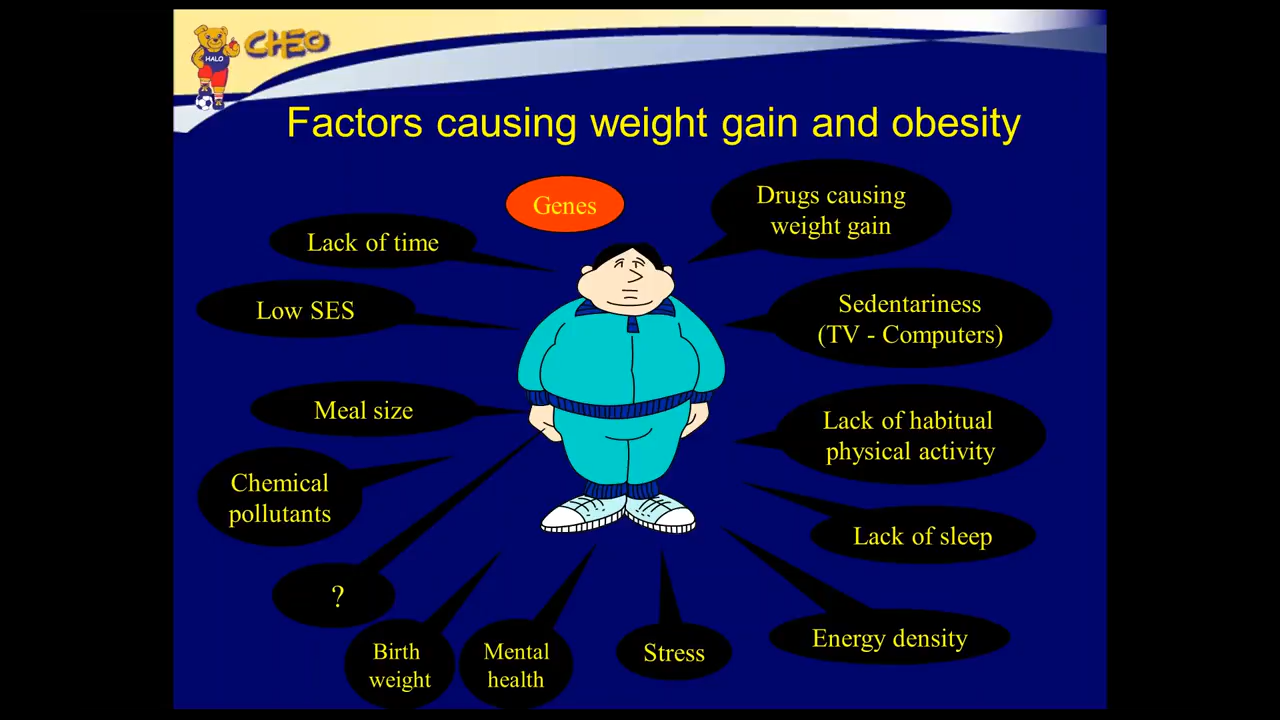 CHEO
HALO
Factors causing weight gain and obesity
Genes
Drugs causing
weight gain
Lack of time
Low SES
Sedentariness
(TV - Computers)
Meal size
Lack of habitual
physical activity
Chemical
pollutants
Lack of sleep
?
Birth
weight
Mental
health
Stress
Energy density